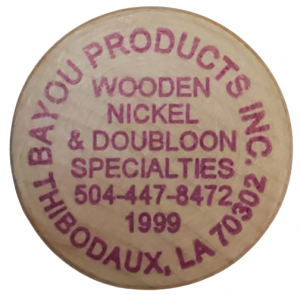 BAYOU PRODUCTS INC.
WOODEN
NICKEL
& DOUBLOON
SPECIALTIES
504-447-8472
1999
THIBODAUX, LA 70302